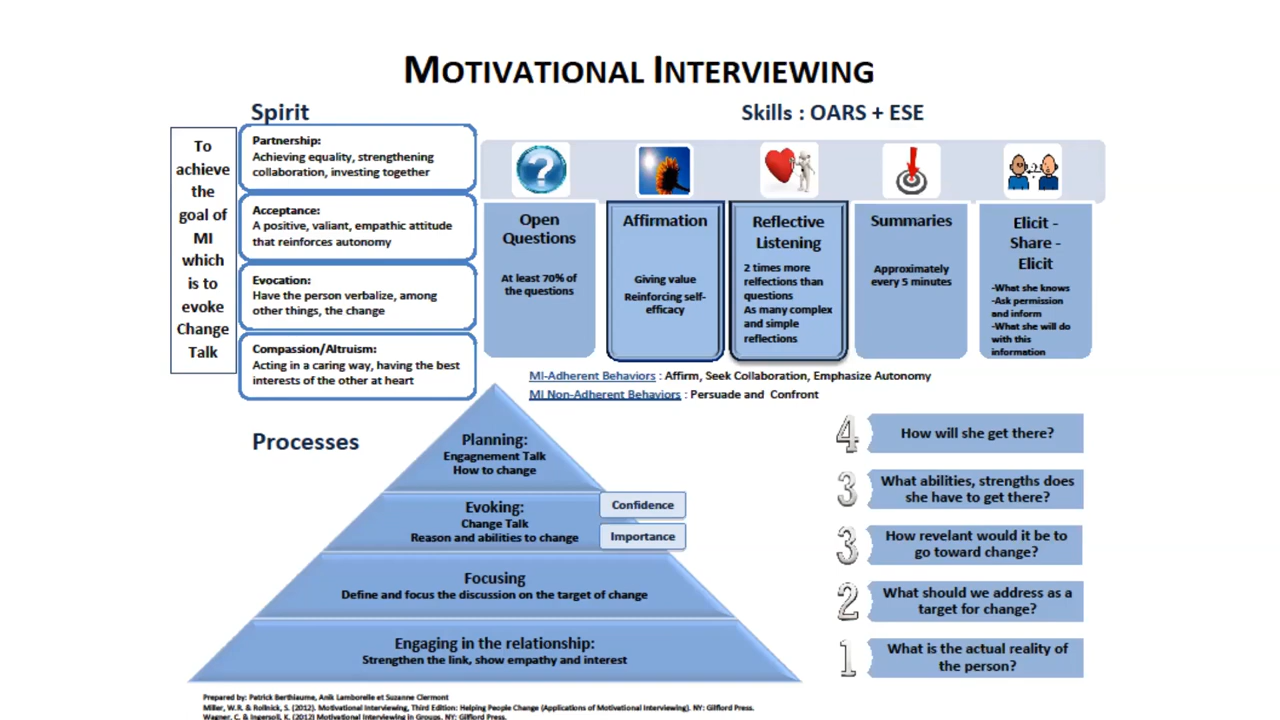 MOTIVATIONAL INTERVIEWING
Spirit
Skills : OARS + ESE
To
achieve
the
goal of
MI
which
is to
evoke
Change
Talk
Partnership:
Achieving equality, strengthening
collaboration, investing together
Acceptance:
A positive, valiant, empathic attitude
that reinforces autonomy
Evocation:
Have the person verbalize, among
other things, the change
Compassion/Altruism:
Acting in a caring way, having the best
interests of the other at heart
Open
Questions
At least 70% of
the questions
Affirmation
Giving value
Reinforcing self-
efficacy
Reflective
Listening
2 times more
relfections than
questions
As many complex
and simple
reflections
Summaries
Approximately
every 5 minutes
Elicit -
Share -
Elicit
-What she knows
-Ask permission
and inform
-What she will do
with this
information
MI-Adherent Behaviors : Affirm, Seek Collaboration, Emphasize Autonomy
MI Non-Adherent Behaviors : Persuade and Confront
Processes
Planning:
Engagnement Talk
How to change
Evoking:
Change Talk
Reason and abilities to change
Confidence
Importance
Focusing
Define and focus the discussion on the target of change
Engaging in the relationship:
Strengthen the link, show empathy and interest
4 How will she get there?
3 What abilities, strengths does
she have to get there?
3 How revelant would it be to
go toward change?
2 What should we address as a
target for change?
1 What is the actual reality of
the person?
Prepared by: Patrick Berthiaume, Anik Lamborelle et Suzanne Clermont
Miller, W.R. & Rollnick, S. (2012). Motivational Interviewing, Third Edition: Helping People Change (Applications of Motivational Interviewing). NY: Gilford Press.
Wagner, C. & Ingersoll, K. (2012) Motivational Interviewing in Groups. NY: Gilford Press.